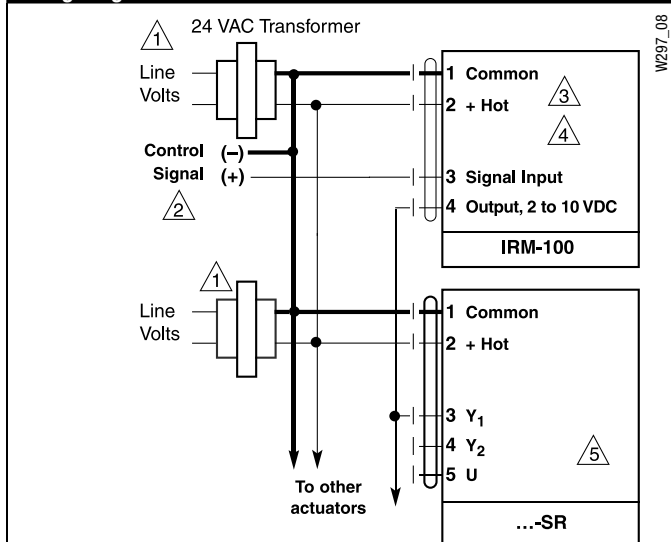 W297_08
1
24 VAC Transformer
Line
Volts
1 Common
2 + Hot
3
4
Control (–)
Signal (+)
2
3 Signal Input
4 Output, 2 to 10 VDC
IRM-100
1
Line
Volts
1 Common
2 + Hot
3 Y1
4 Y2
5 U
5
To other
actuators
...-SR